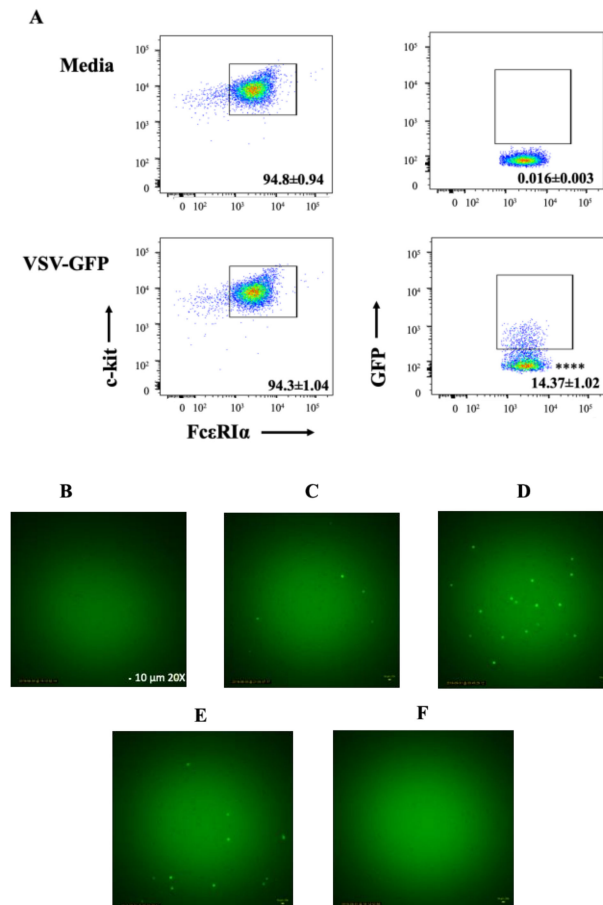 A
Media
10⁵
10⁴
10³
10²
0
0 10² 10³ 10⁴ 10⁵
94.8±0.94
10⁵
10⁴
10³
10²
0
0 10² 10³ 10⁴ 10⁵
0.016±0.003
VSV-GFP
10⁵
10⁴
10³
10²
0
0 10² 10³ 10⁴ 10⁵
94.3±1.04
c-kit
FcεRIα
10⁵
10⁴
10³
10²
0
0 10² 10³ 10⁴ 10⁵
****
14.37±1.02
GFP
B
C
D
- 10 µm 20X
E
F